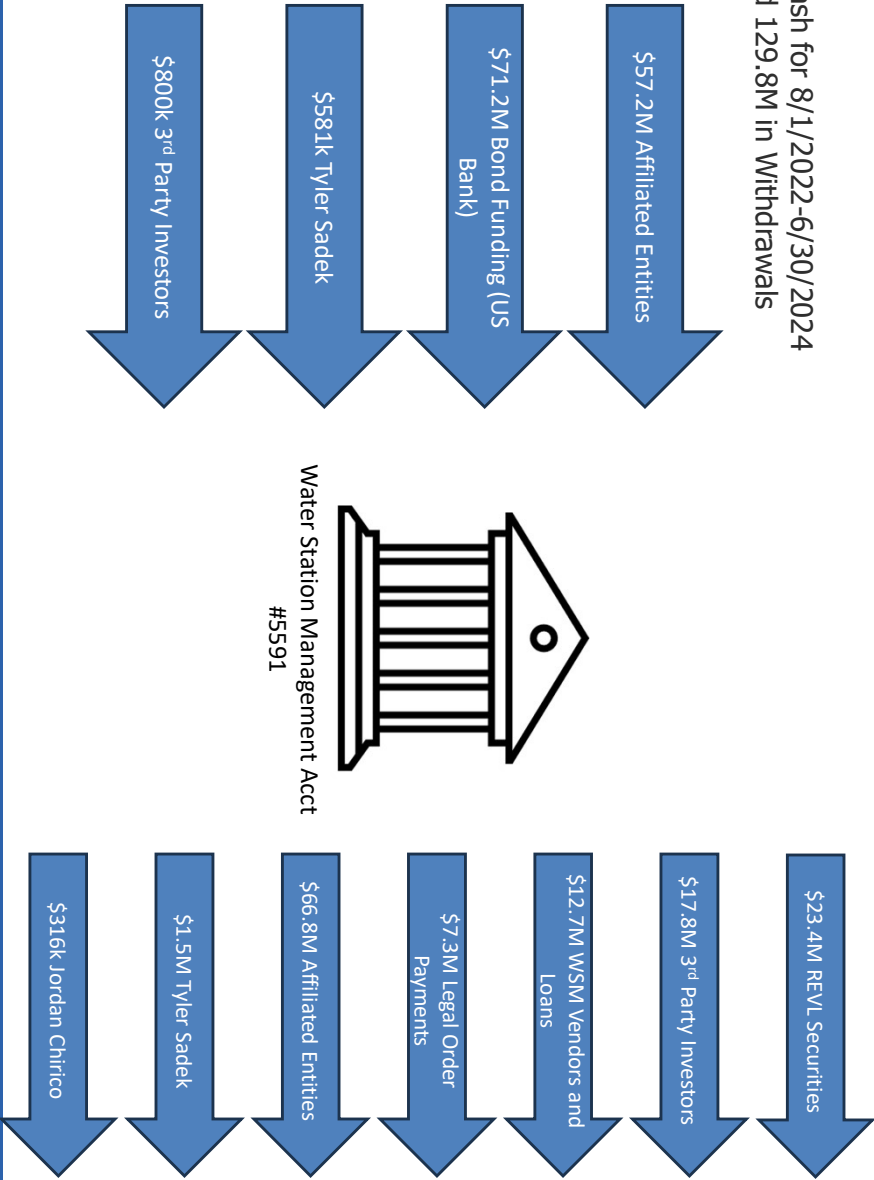 ash for 8/1/2022-6/30/2024
d 129.8M in Withdrawals
$57.2M Affiliated Entities
$71.2M Bond Funding (US
Bank)
$581k Tyler Sadek
$800k 3rd Party Investors
Water Station Management Acct
#5591
$23.4M REVL Securities
$17.8M 3rd Party Investors
$12.7M WSM Vendors and
Loans
$7.3M Legal Order
Payments
$66.8M Affiliated Entities
$1.5M Tyler Sadek
$316k Jordan Chirico